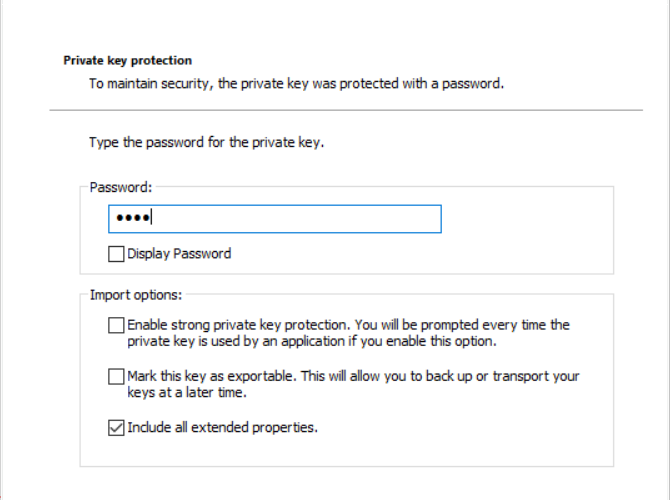 Private key protection
To maintain security, the private key was protected with a password.
Type the password for the private key.
Password:
••••
Display Password
Import options:
Enable strong private key protection. You will be prompted every time the
private key is used by an application if you enable this option.
Mark this key as exportable. This will allow you to back up or transport your
keys at a later time.
Include all extended properties.